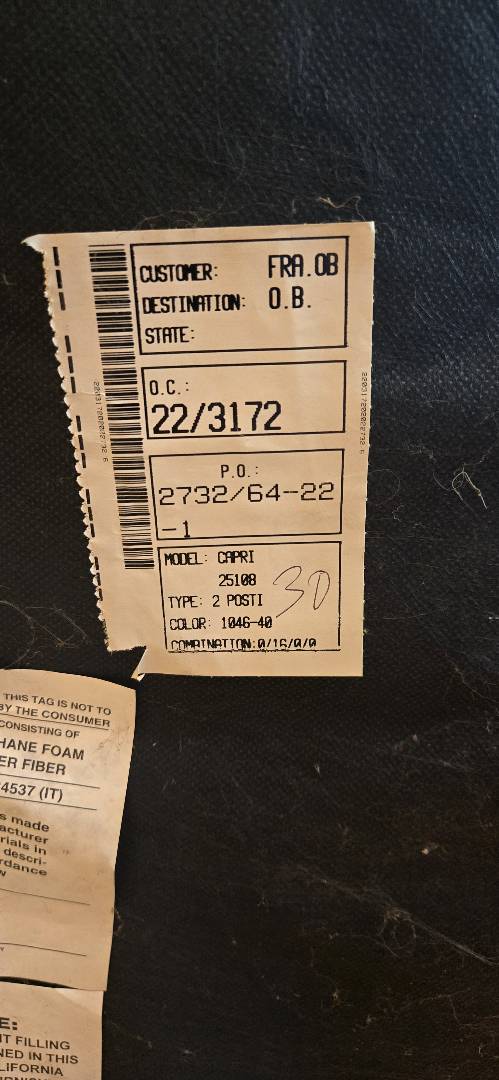 CUSTOMER: FRA.OB
DESTINATION: O.B.
STATE:
O.C.:
22/3172
P.O.:
2732/64-22
-1
MODEL: CAPRI
25108
TYPE: 2 POSTI
COLOR: 1046-40
COMBINATION:0/16/0/0
30
THIS TAG IS NOT TO
BY THE CONSUMER
CONSISTING OF
HANE FOAM
ER FIBER
4537 (IT)
s made
acturer
rials in
descri-
rdance
w
E:
IT FILLING
NED IN THIS
LIFORNIA